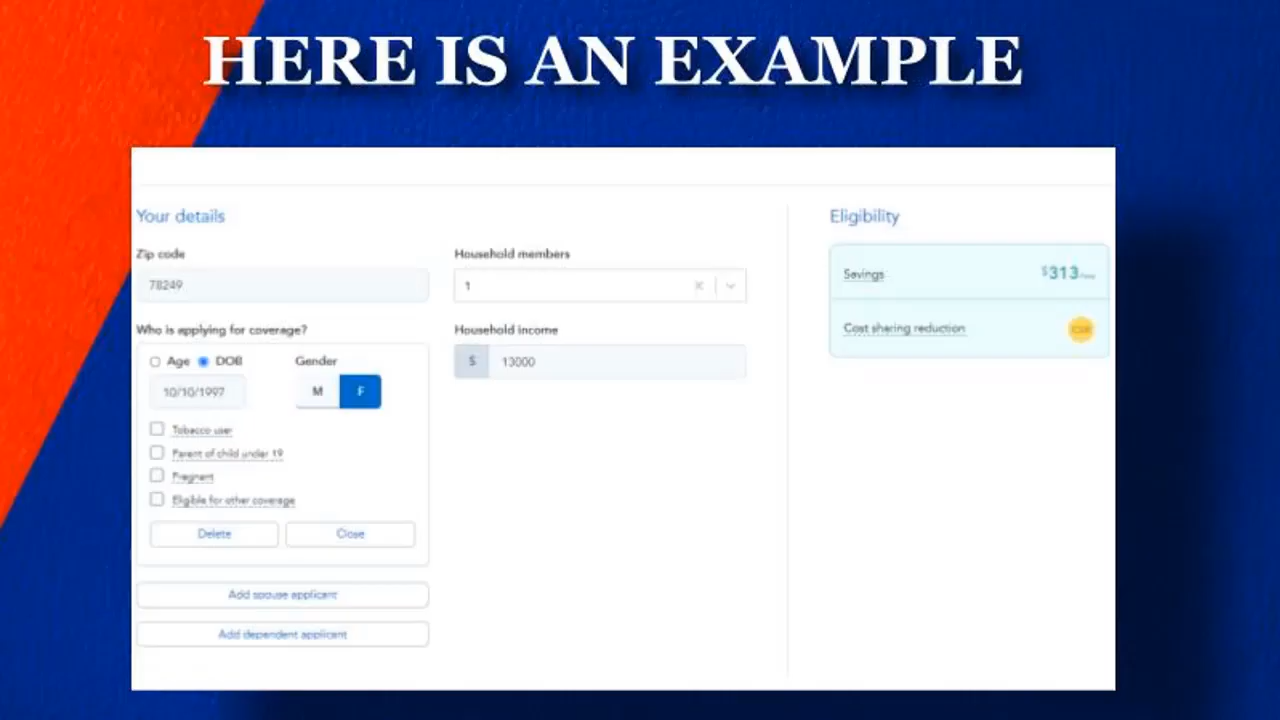 HERE IS AN EXAMPLE
Your details
Zip code
78249
Who is applying for coverage?
Age DOB
10/10/1997
Gender
M F
Tobacco user
Parent of child under 19
Pregnant
Eligible for other coverage
Delete Close
Add spouse applicant
Add dependent applicant
Household members
1
Household income
$ 13000
Eligibility
Savings $313
Cost sharing reduction